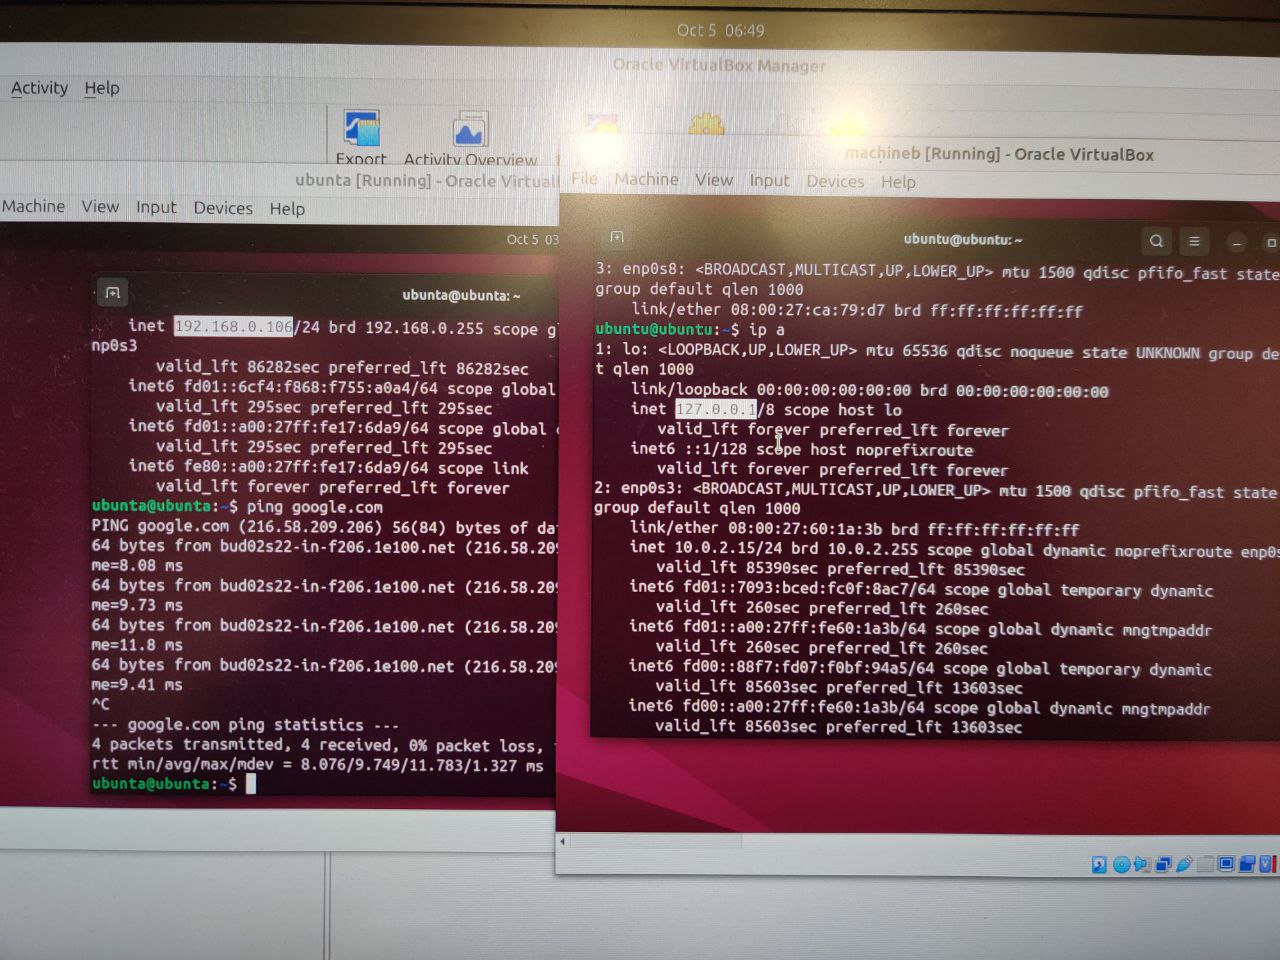 Oct 5 06:49
Oracle VirtualBox Manager
Activity Help
Export Activity Overview
ubunta [Running] - Oracle Virtual
Machine View Input Devices Help
Oct 5 03
ubunta@ubunta: ~
inet 192.168.0.106/24 brd 192.168.0.255 scope gl
np0s3
valid_lft 86282sec preferred_lft 86282sec
inet6 fd01::6cf4:f868:f755:a0a4/64 scope global
valid_lft 295sec preferred_lft 295sec
inet6 fd01::a00:27ff:fe17:6da9/64 scope global
valid_lft 295sec preferred_lft 295sec
inet6 fe80::a00:27ff:fe17:6da9/64 scope link
valid_lft forever preferred_lft forever
ubunta@ubunta:~$ ping google.com
PING google.com (216.58.209.206) 56(84) bytes of da
64 bytes from bud02s22-in-f206.1e100.net (216.58.209
me=8.08 ms
64 bytes from bud02s22-in-f206.1e100.net (216.58.209
me=9.73 ms
64 bytes from bud02s22-in-f206.1e100.net (216.58.209
me=11.8 ms
64 bytes from bud02s22-in-f206.1e100.net (216.58.209
me=9.41 ms
^C
--- google.com ping statistics ---
4 packets transmitted, 4 received, 0% packet loss,
rtt min/avg/max/mdev = 8.076/9.749/11.783/1.327 ms
ubunta@ubunta:~$
machineb [Running] - Oracle VirtualBox
File Machine View Input Devices Help
ubuntu@ubuntu: ~
3: enp0s8: <BROADCAST,MULTICAST,UP,LOWER_UP> mtu 1500 qdisc pfifo_fast state
group default qlen 1000
link/ether 08:00:27:ca:79:d7 brd ff:ff:ff:ff:ff:ff
ubuntu@ubuntu:~$ ip a
1: lo: <LOOPBACK,UP,LOWER_UP> mtu 65536 qdisc noqueue state UNKNOWN group de
t qlen 1000
link/loopback 00:00:00:00:00:00 brd 00:00:00:00:00:00
inet 127.0.0.1/8 scope host lo
valid_lft forever preferred_lft forever
inet6 ::1/128 scope host noprefixroute
valid_lft forever preferred_lft forever
2: enp0s3: <BROADCAST,MULTICAST,UP,LOWER_UP> mtu 1500 qdisc pfifo_fast state
group default qlen 1000
link/ether 08:00:27:60:1a:3b brd ff:ff:ff:ff:ff:ff
inet 10.0.2.15/24 brd 10.0.2.255 scope global dynamic noprefixroute enp0s
valid_lft 85390sec preferred_lft 85390sec
inet6 fd01::7093:bced:fc0f:8ac7/64 scope global temporary dynamic
valid_lft 260sec preferred_lft 260sec
inet6 fd01::a00:27ff:fe60:1a3b/64 scope global dynamic mngtmpaddr
valid_lft 260sec preferred_lft 260sec
inet6 fd00::88f7:fd07:f0bf:94a5/64 scope global temporary dynamic
valid_lft 85603sec preferred_lft 13603sec
inet6 fd00::a00:27ff:fe60:1a3b/64 scope global dynamic mngtmpaddr
valid_lft 85603sec preferred_lft 13603sec